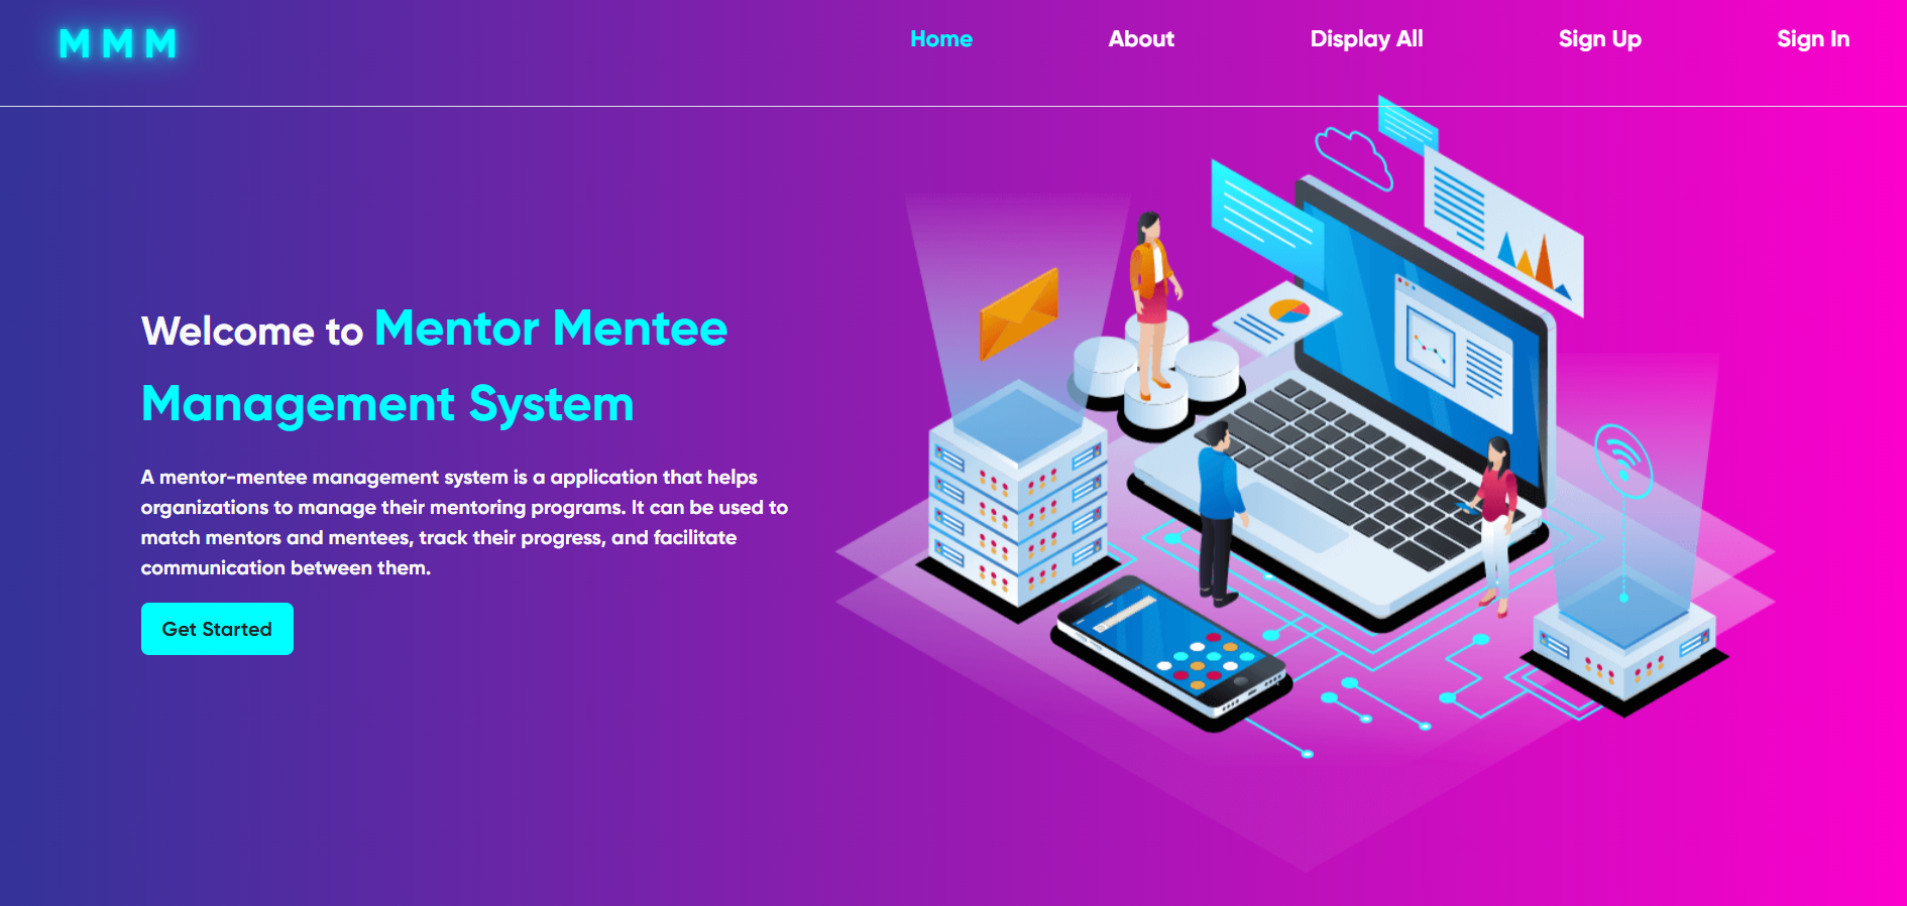 M M M
Home About Display All Sign Up Sign In
Welcome to Mentor Mentee
Management System
A mentor-mentee management system is a application that helps
organizations to manage their mentoring programs. It can be used to
match mentors and mentees, track their progress, and facilitate
communication between them.
Get Started